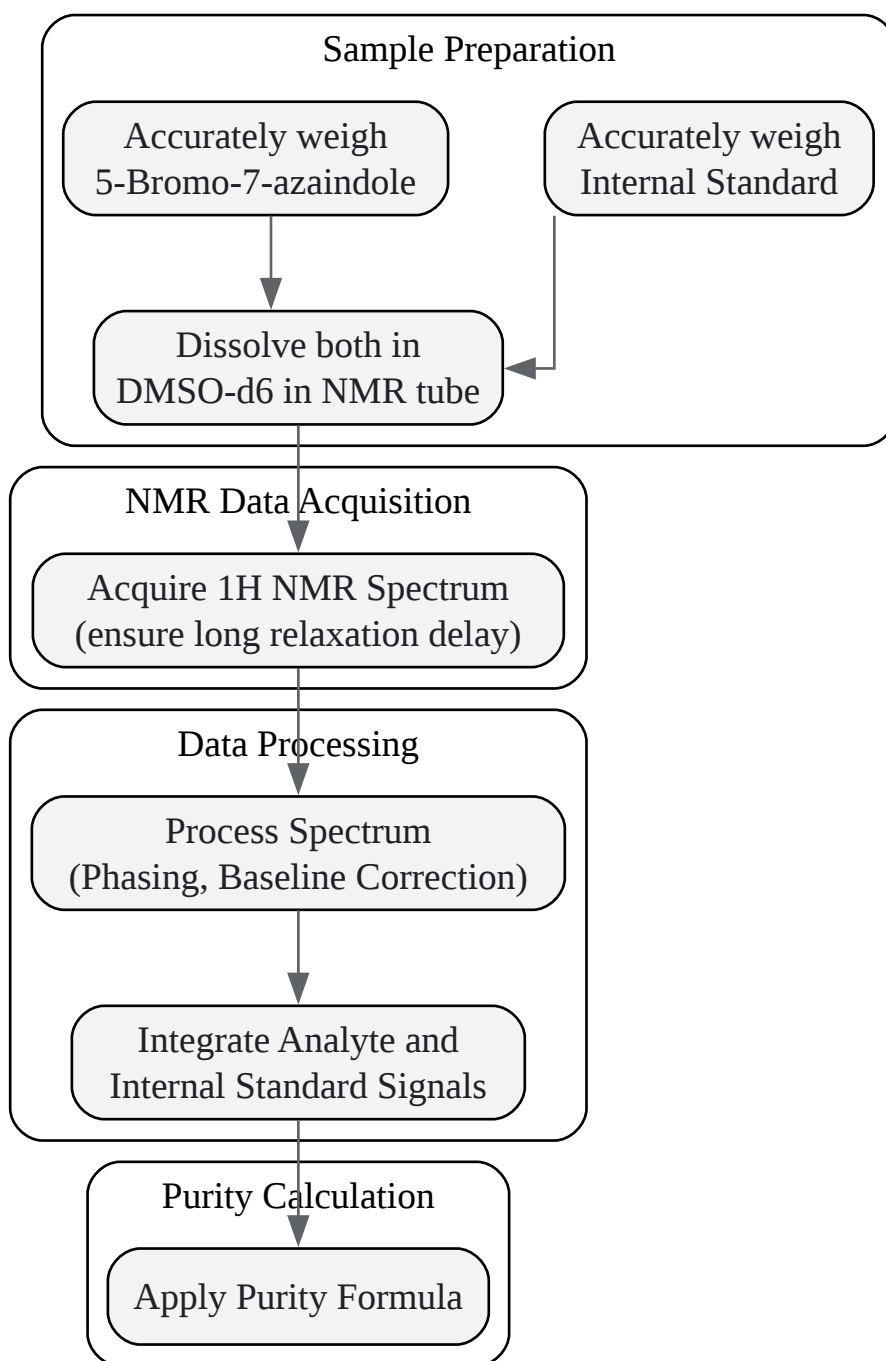 Sample Preparation
Accurately weigh
5-Bromo-7-azaindole
Accurately weigh
Internal Standard
Dissolve both in
DMSO-d6 in NMR tube
NMR Data Acquisition
Acquire 1H NMR Spectrum
(ensure long relaxation delay)
Data Processing
Process Spectrum
(Phasing, Baseline Correction)
Integrate Analyte and
Internal Standard Signals
Purity Calculation
Apply Purity Formula